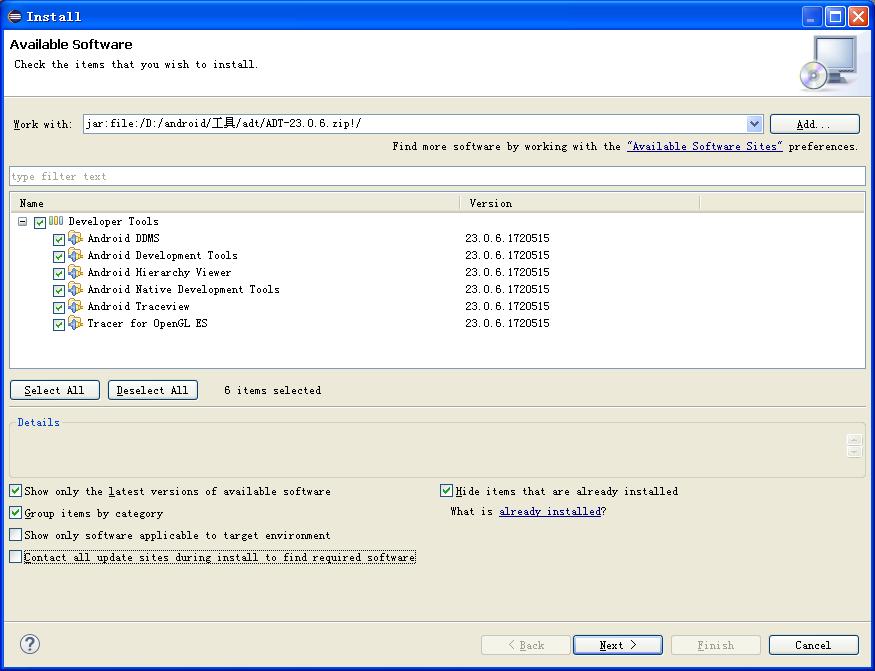 Install
Available Software
Check the items that you wish to install.
Work with: jar:file:/D:/android/工具/adt/ADT-23.0.6.zip!/ Add...
Find more software by working with the "Available Software Sites" preferences.
type filter text
Name Version
Developer Tools
Android DDMS 23.0.6.1720515
Android Development Tools 23.0.6.1720515
Android Hierarchy Viewer 23.0.6.1720515
Android Native Development Tools 23.0.6.1720515
Android Traceview 23.0.6.1720515
Tracer for OpenGL ES 23.0.6.1720515
Select All Deselect All 6 items selected
Details
Show only the latest versions of available software Hide items that are already installed
Group items by category What is already installed?
Show only software applicable to target environment
Contact all update sites during install to find required software
? < Back Next > Finish Cancel